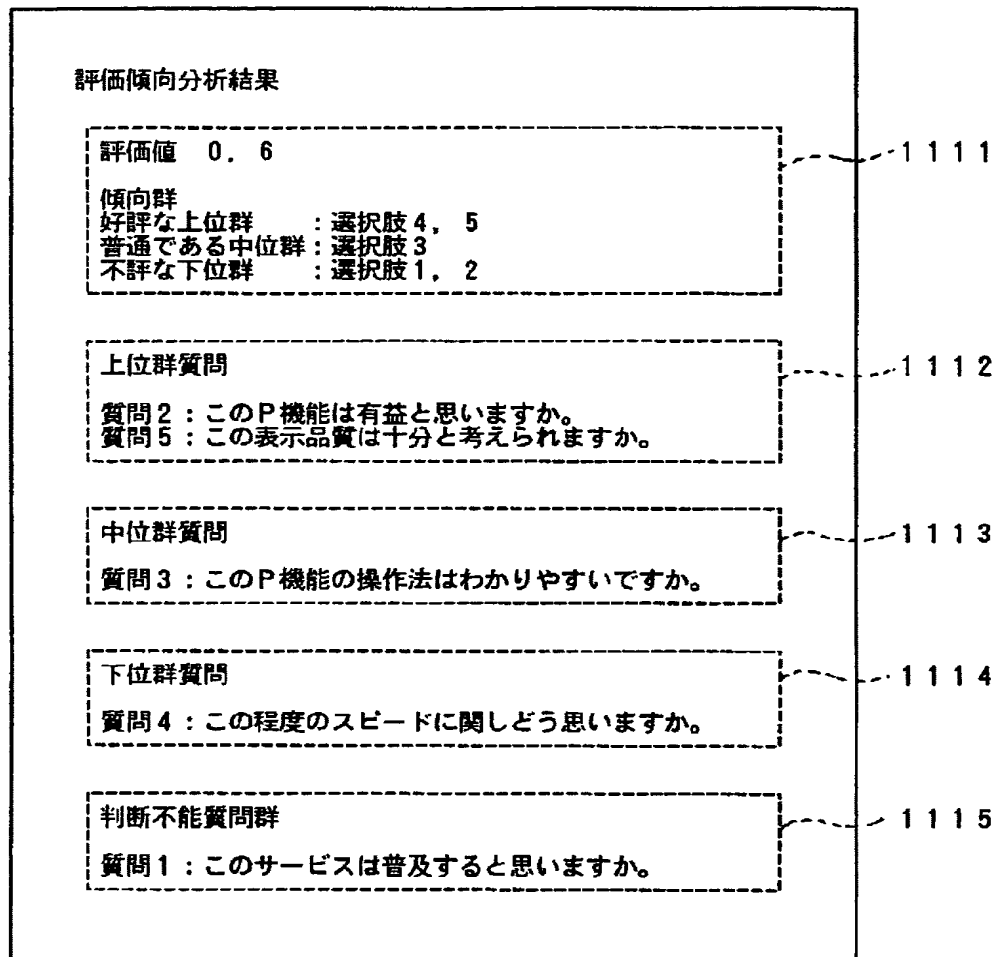 評価傾向分析結果
評価値 0.6
1111
傾向群
好評な上位群 :選択肢4,5
普通である中位群:選択肢3
不評な下位群 :選択肢1,2
上位群質問
1112
質問2:このP機能は有益と思いますか。
質問5:この表示品質は十分と考えられますか。
中位群質問
1113
質問3:このP機能の操作法はわかりやすいですか。
下位群質問
1114
質問4:この程度のスピードに関しどう思いますか。
判断不能質問群
1115
質問1:このサービスは普及すると思いますか。